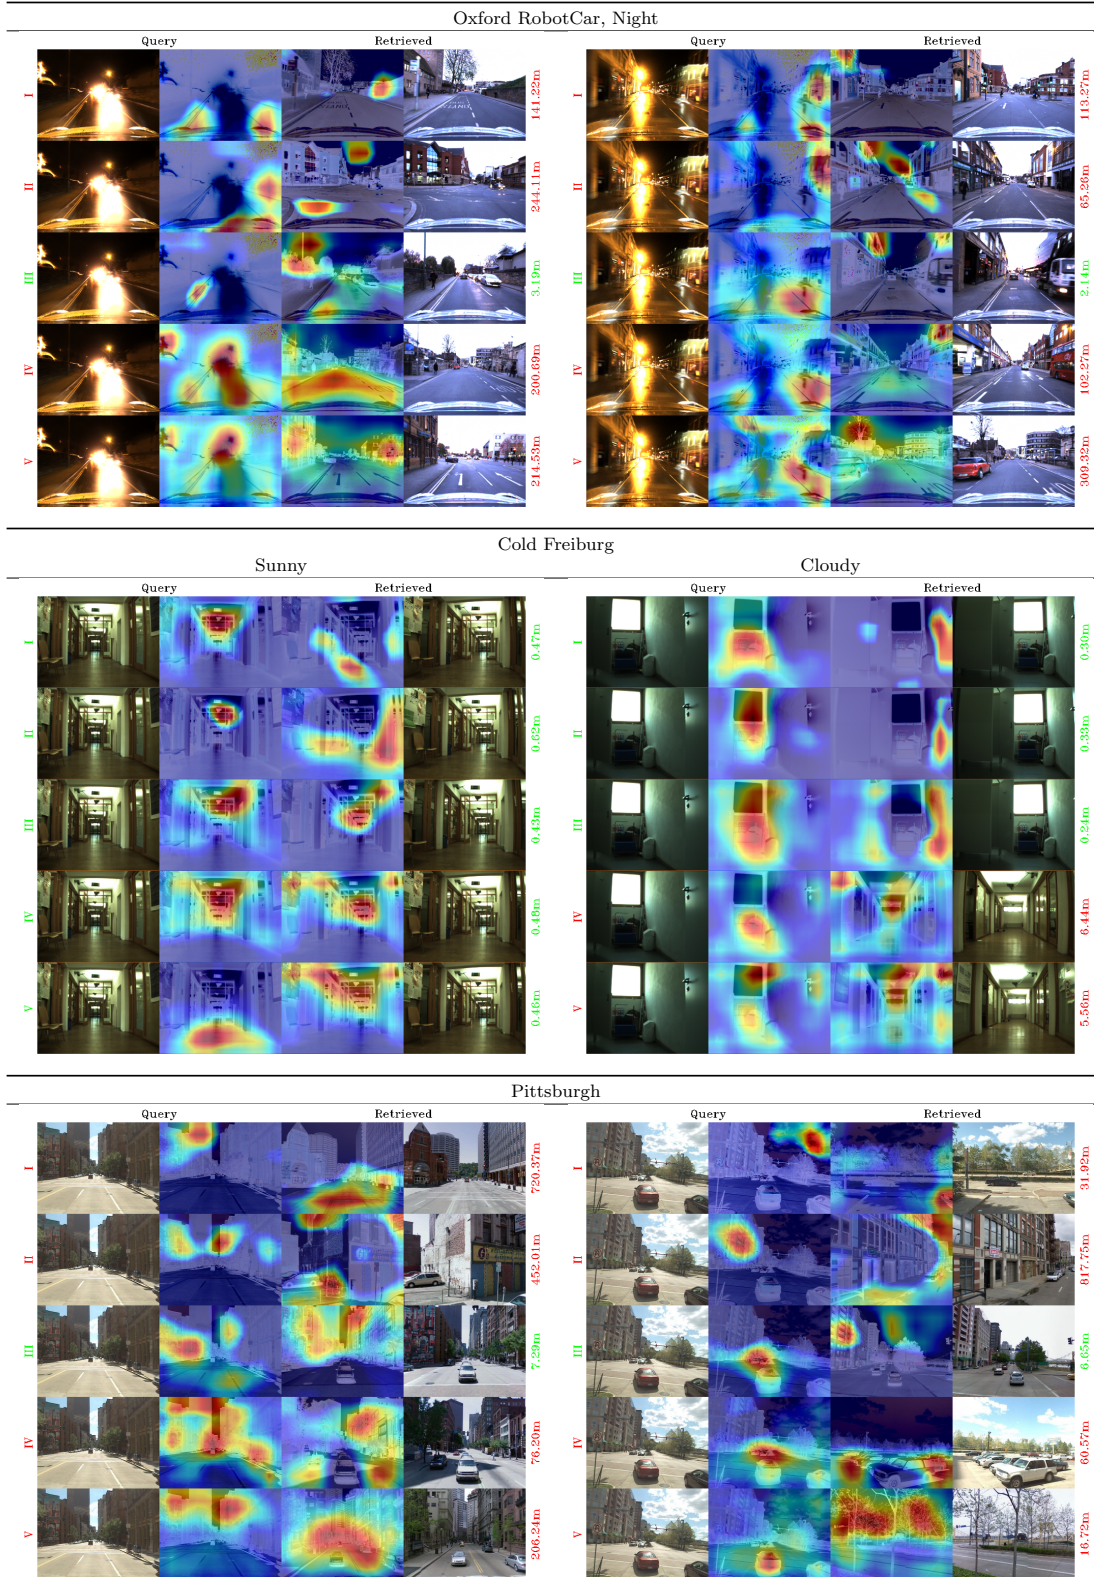 Oxford RobotCar, Night
Query Retrieved Query Retrieved
I 141.22m I 113.27m
II 244.11m II 65.26m
III 3.19m III 2.14m
IV 200.69m IV 102.27m
V 214.53m V 309.32m
Cold Freiburg
Sunny Cloudy
Query Retrieved Query Retrieved
I 0.47m I 0.30m
II 0.62m II 0.33m
III 0.43m III 0.24m
IV 0.48m IV 6.44m
V 0.46m V 5.56m
Pittsburgh
Query Retrieved Query Retrieved
I 720.37m I 31.92m
II 452.01m II 817.75m
III 7.29m III 6.65m
IV 76.20m IV 60.57m
V 206.24m V 16.72m